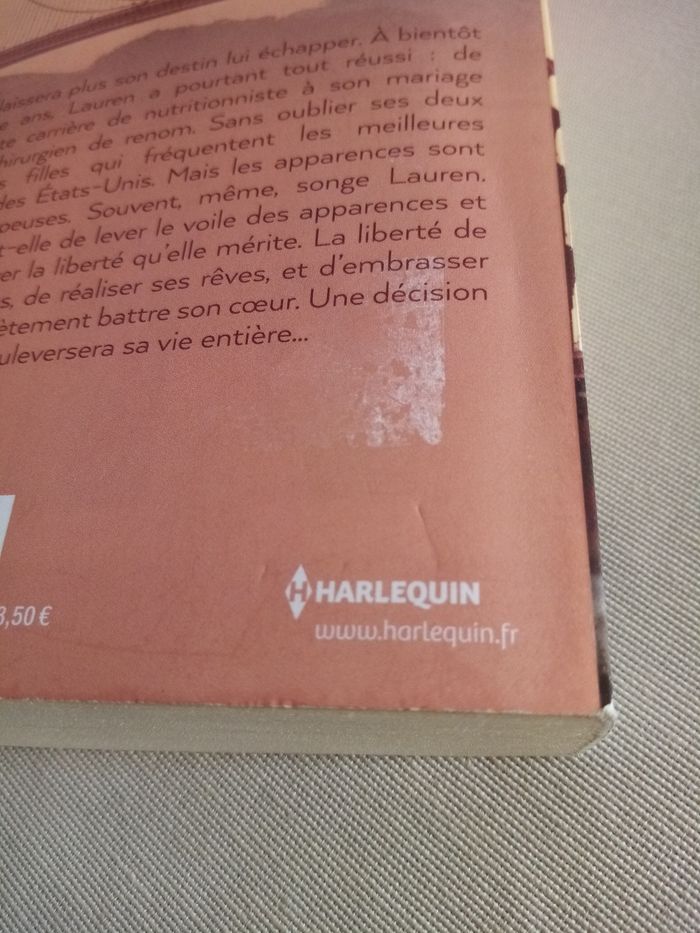 laissera plus son destin lui échapper. À bientôt
ans, Lauren a pourtant tout réussi : de
carrière de nutritionniste à son mariage
hirurgien de renom. Sans oublier ses deux
filles qui fréquentent les meilleures
des États-Unis. Mais les apparences sont
peuses. Souvent, même, songe Lauren.
t-elle de lever le voile des apparences et
er la liberté qu'elle mérite. La liberté de
s, de réaliser ses rêves, et d'embrasser
ètement battre son cœur. Une décision
uleversera sa vie entière...
8,50 €
H HARLEQUIN
www.harlequin.fr